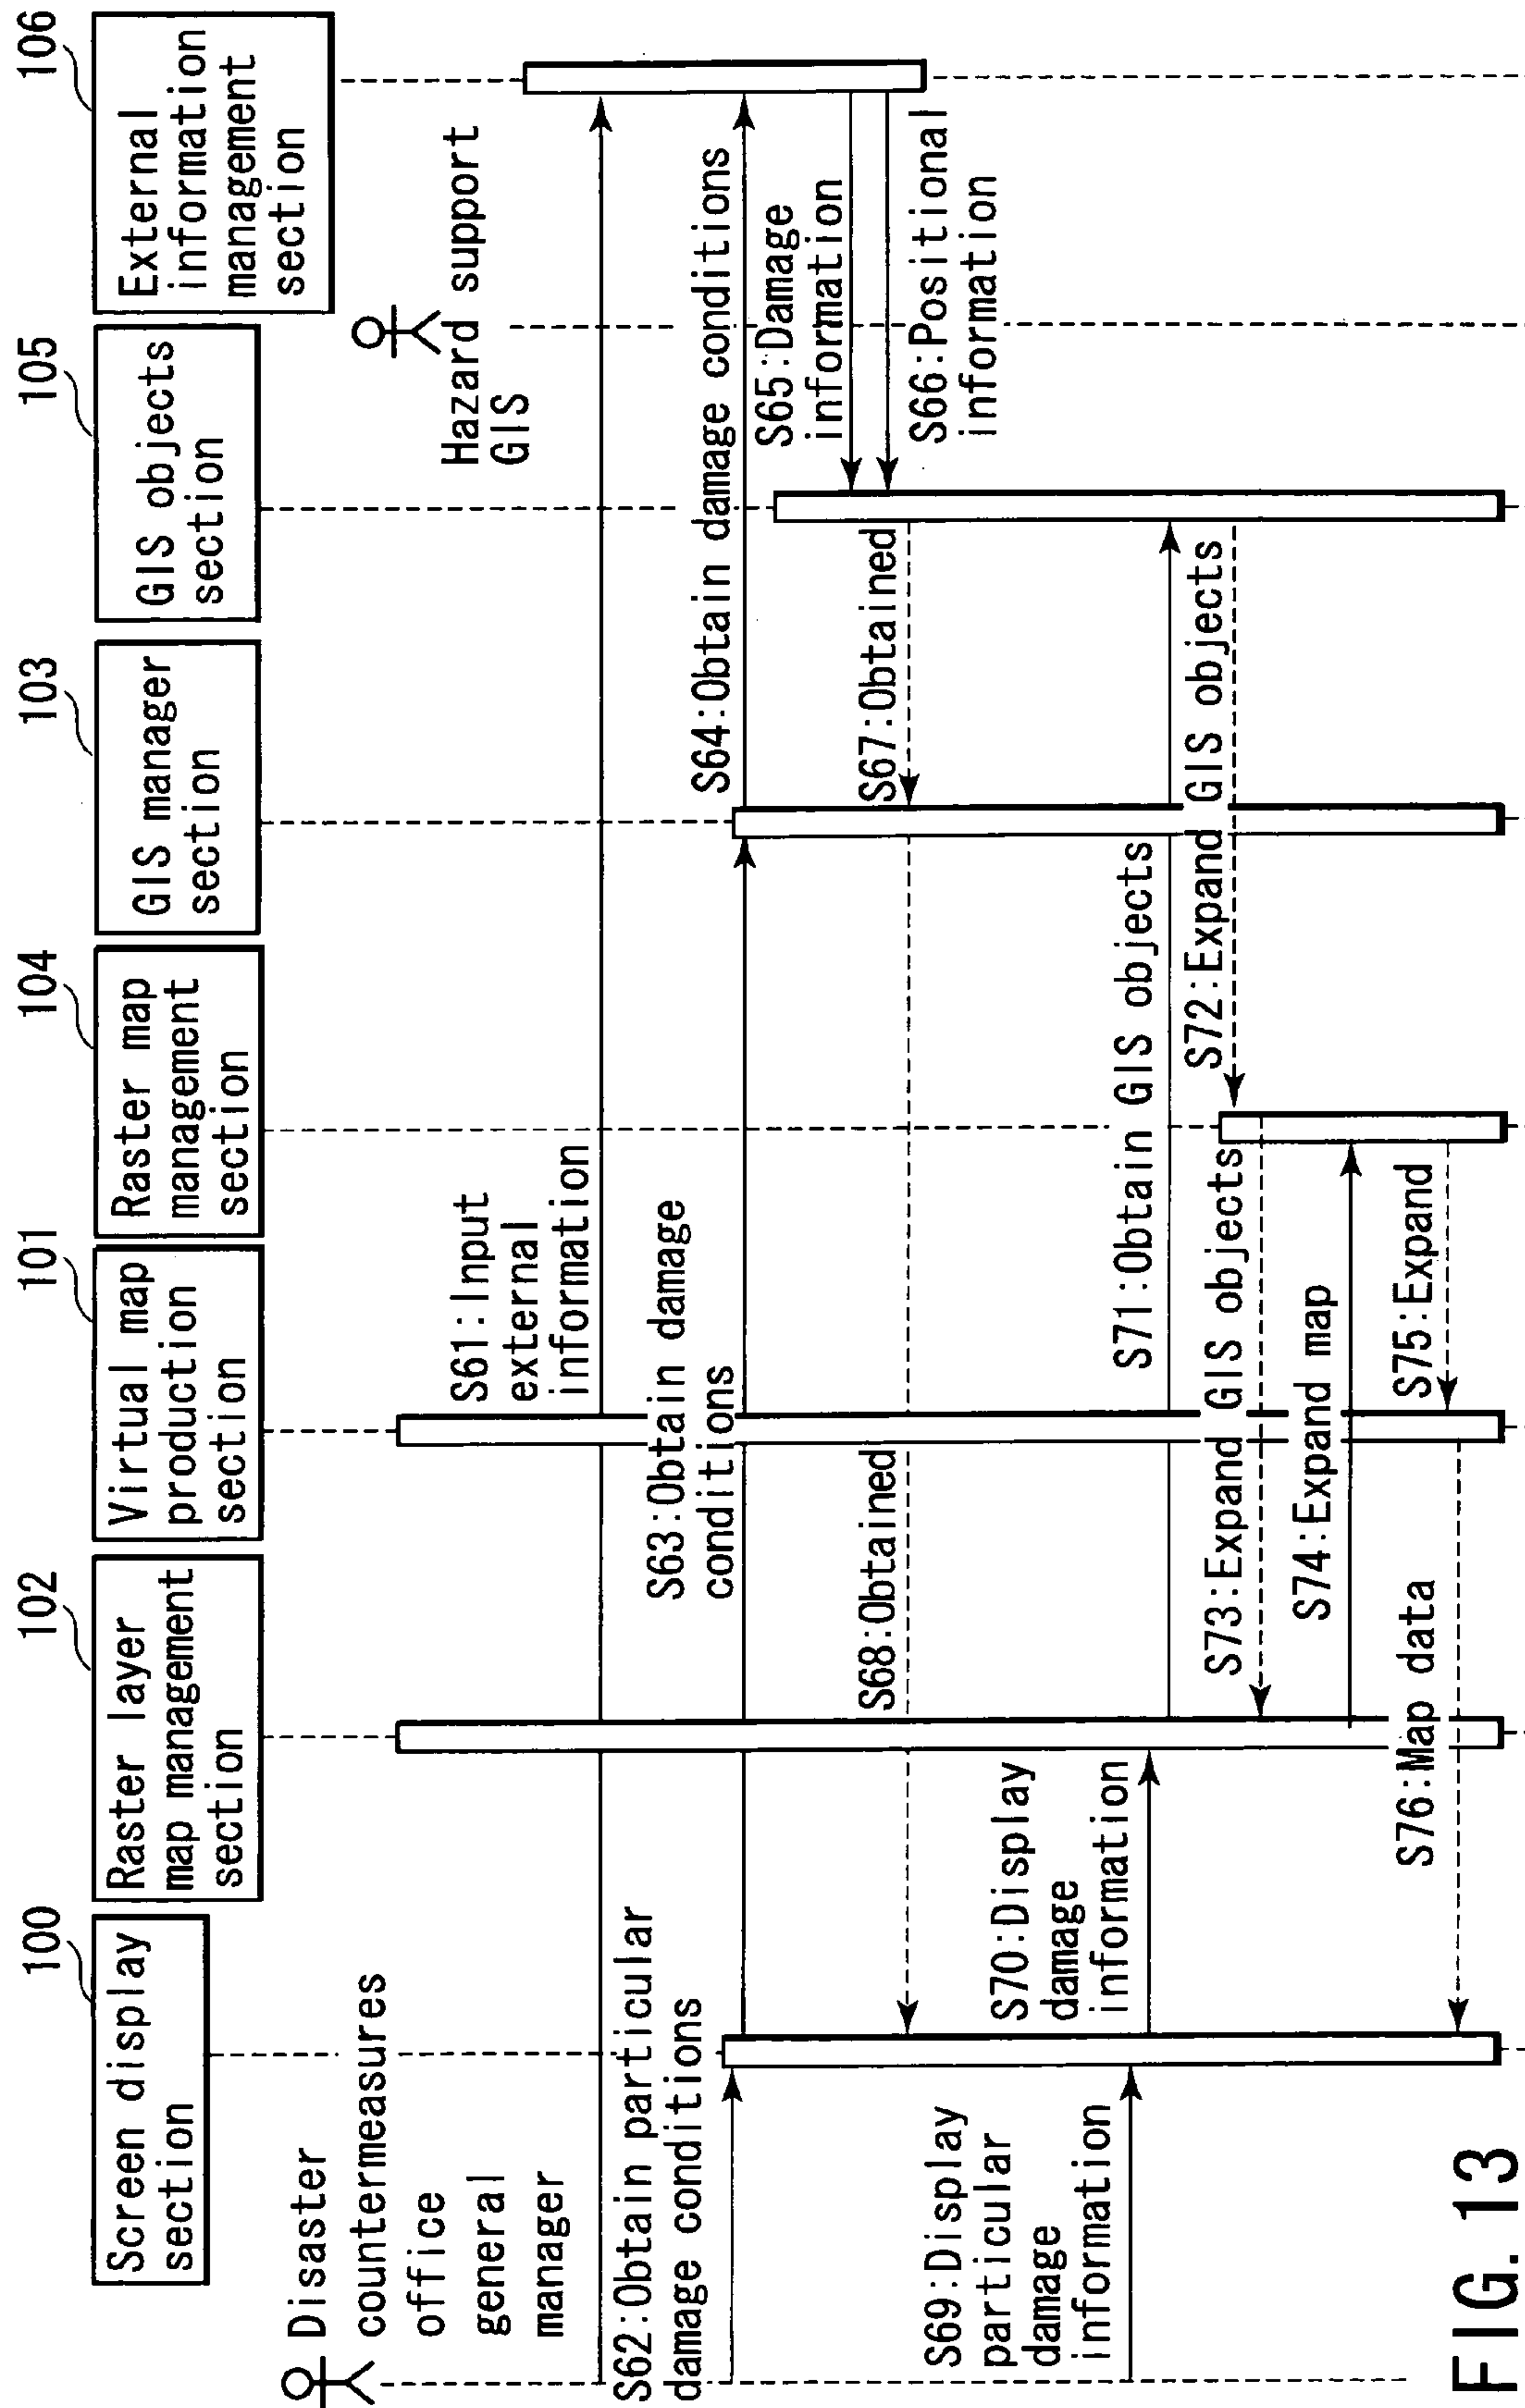 100
Screen display
section
102
Raster layer
map management
section
101
Virtual map
production
section
104
Raster map
management
section
103
GIS manager
section
105
GIS objects
section
106
External
information
management
section
Disaster
countermeasures
office
general
manager
Hazard support
GIS
S61:Input
external
information
S62:Obtain particular
damage conditions
S63:Obtain damage
conditions
S64:Obtain damage conditions
S65:Damage
information
S66:Positional
information
S67:Obtained
S68:Obtained
S69:Display
particular
damage
information
S70:Display
damage
information
S71:Obtain GIS objects
S72:Expand GIS objects
S73:Expand GIS objects
S74:Expand map
S75:Expand
S76:Map data
FIG. 13